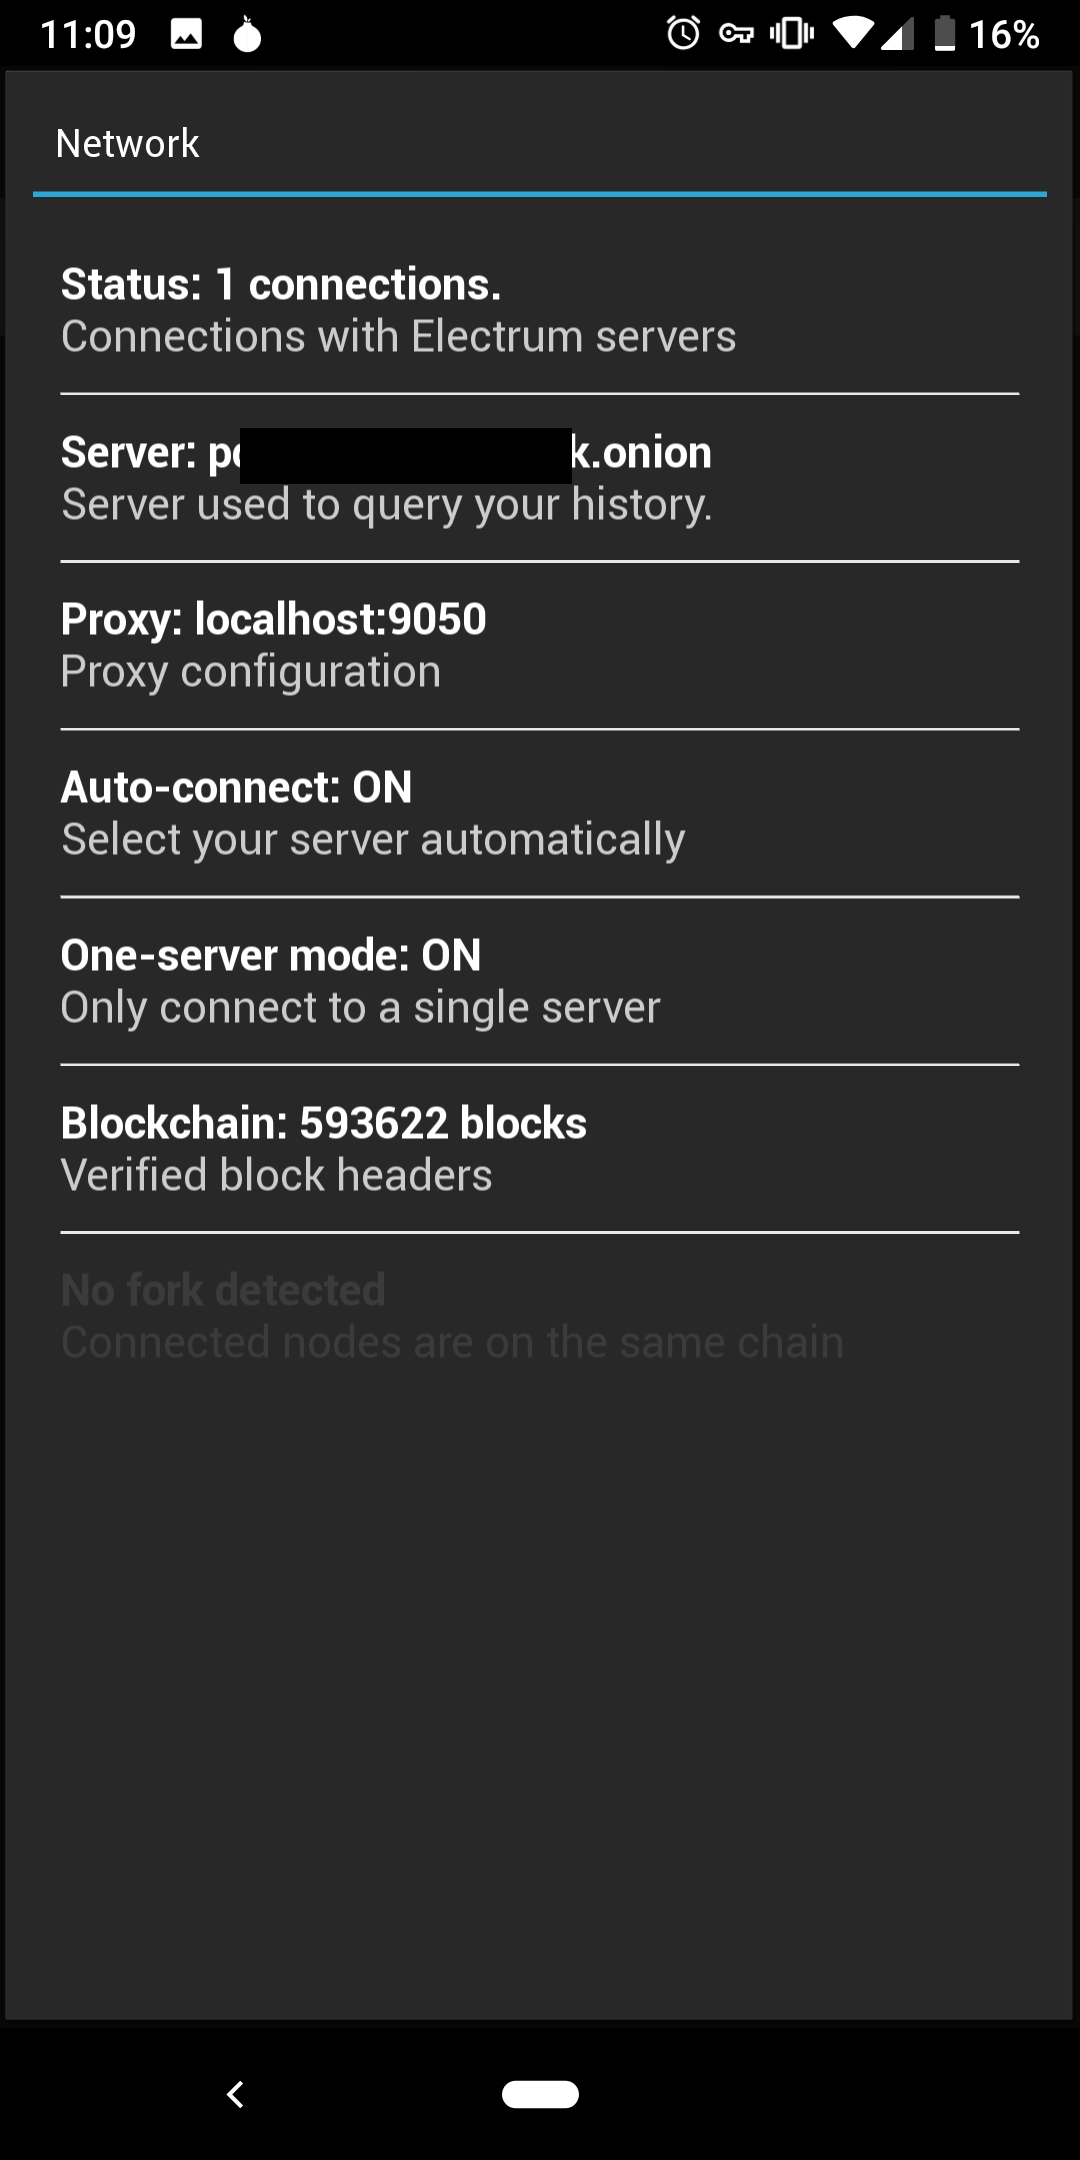 11:09 16%
Network
Status: 1 connections.
Connections with Electrum servers
Server: k.onion
Server used to query your history.
Proxy: localhost:9050
Proxy configuration
Auto-connect: ON
Select your server automatically
One-server mode: ON
Only connect to a single server
Blockchain: 593622 blocks
Verified block headers
No fork detected
Connected nodes are on the same chain